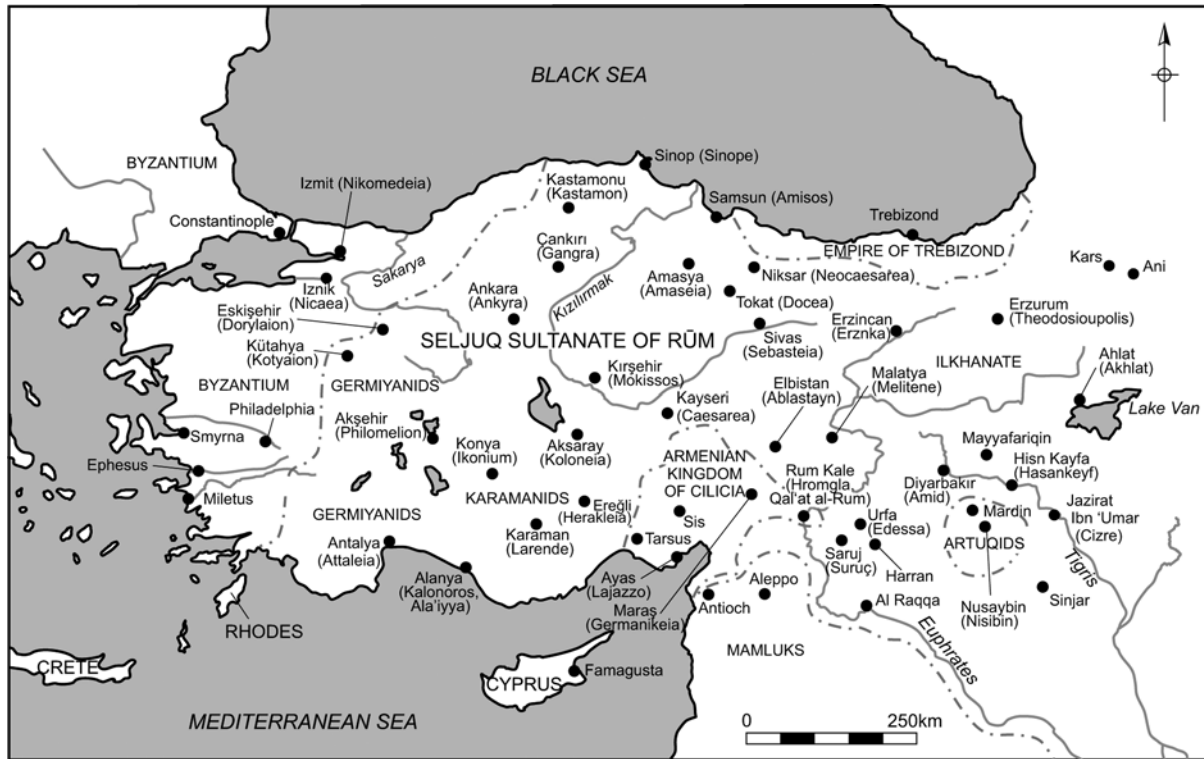 BLACK SEA
BYZANTIUM
Izmit (Nikomedeia)
Constantinople
Kastamonu
(Kastamon)
Sinop (Sinope)
Samsun (Amisos)
Trebizond
EMPIRE OF TREBIZOND
Kars
Ani
Çankırı
(Gangra)
Sakarya
Iznik
(Nicaea)
Amasya
(Amaseia)
Niksar (Neocaesarea)
Ankara
(Ankyra)
Kızılırmak
Tokat (Docea)
Erzurum
(Theodosioupolis)
Eskişehir
(Dorylaion)
Erzincan
(Erznka)
SELJUQ SULTANATE OF RŪM
Sivas
(Sebasteia)
Kütahya
(Kotyaion)
Kırşehir
(Mokissos)
ILKHANATE
Ahlat
(Akhlat)
Malatya
(Melitene)
BYZANTIUM
GERMIYANIDS
Elbistan
(Ablastayn)
Kayseri
(Caesarea)
Lake Van
Philadelphia
Akşehir
(Philomelion)
Smyrna
Konya
(Ikonium)
Aksaray
(Koloneia)
Mayyafariqin
ARMENIAN
KINGDOM
OF CILICIA
Hisn Kayfa
(Hasankeyf)
Ephesus
Rum Kale
(Hromgla,
Qal‘at al-Rum)
Diyarbakır
(Amid)
Miletus
KARAMANIDS
Ereğli
(Herakleia)
Jazirat
Ibn ‘Umar
(Cizre)
GERMIYANIDS
Sis
Urfa
(Edessa)
Mardin
Karaman
(Larende)
Tarsus
ARTUQIDS
Antalya
(Attaleia)
Saruj
(Suruç)
Harran
Tigris
Alanya
(Kalonoros,
Ala’iyya)
Ayas
(Lajazzo)
Aleppo
Maraş
(Germanikeia)
Antioch
Al Raqqa
Nusaybin
(Nisibin)
Sinjar
RHODES
Euphrates
MAMLUKS
CRETE
CYPRUS
Famagusta
MEDITERRANEAN SEA
0 250km